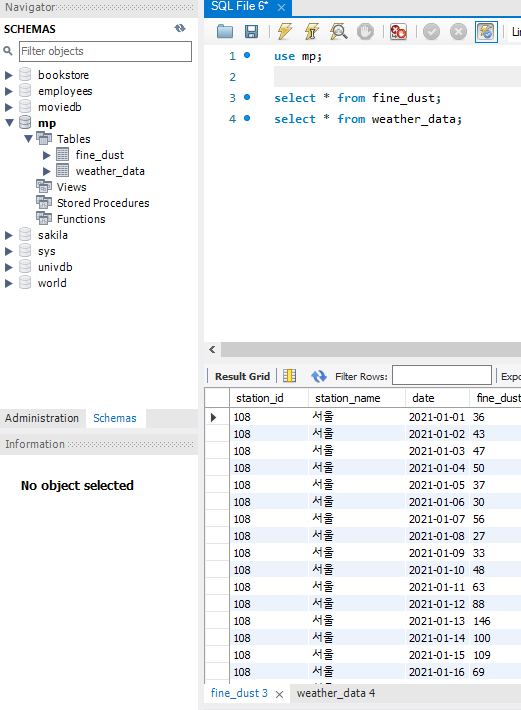 Navigator
SCHEMAS
Filter objects
bookstore
employees
moviedb
mp
Tables
fine_dust
weather_data
Views
Stored Procedures
Functions
sakila
sys
univdb
world
Administration Schemas
Information
No object selected
SQL File 6*
1 use mp;
2
3 select * from fine_dust;
4 select * from weather_data;
Result Grid Filter Rows: Expo
station_id station_name date fine_dust
108 서울 2021-01-01 36
108 서울 2021-01-02 43
108 서울 2021-01-03 47
108 서울 2021-01-04 50
108 서울 2021-01-05 37
108 서울 2021-01-06 30
108 서울 2021-01-07 56
108 서울 2021-01-08 27
108 서울 2021-01-09 33
108 서울 2021-01-10 48
108 서울 2021-01-11 63
108 서울 2021-01-12 88
108 서울 2021-01-13 146
108 서울 2021-01-14 100
108 서울 2021-01-15 109
108 서울 2021-01-16 69
fine_dust 3 weather_data 4